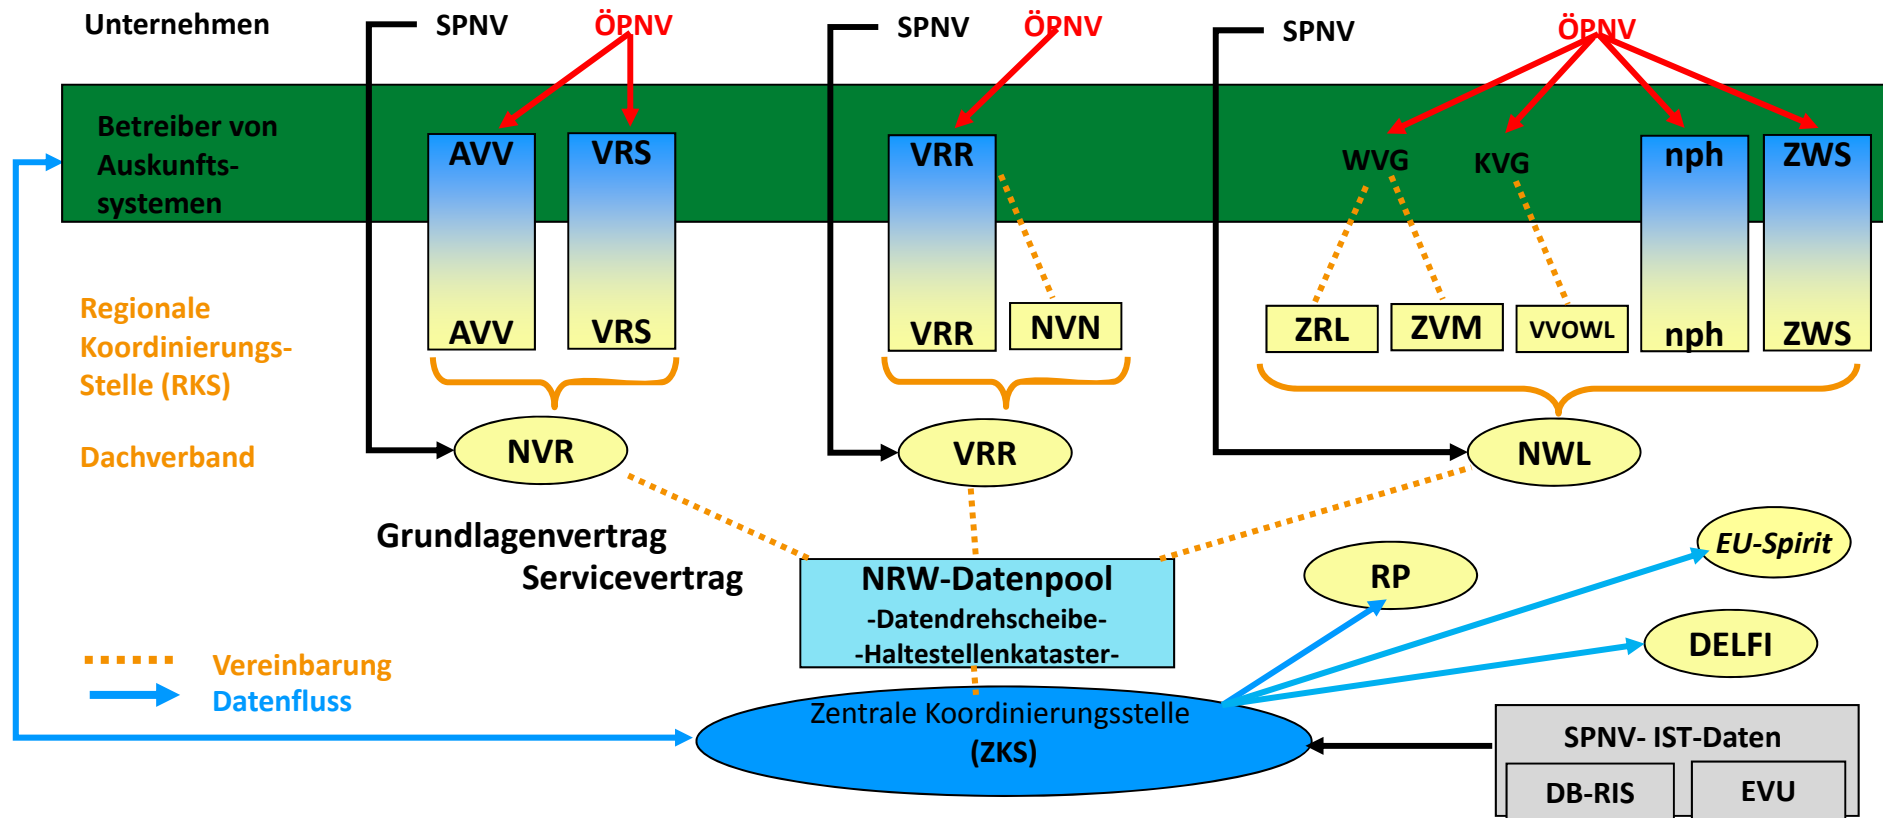 Unternehmen
SPNV
ÖPNV
SPNV
ÖPNV
SPNV
ÖPNV
Betreiber von
Auskunfts-
systemen
AVV
VRS
VRR
WVG
KVG
nph
ZWS
Regionale
Koordinierungs-
Stelle (RKS)
AVV
VRS
VRR
NVN
ZRL
ZVM
VVOWL
nph
ZWS
Dachverband
NVR
VRR
NWL
Grundlagenvertrag
Servicevertrag
NRW-Datenpool
-Datendrehscheibe-
-Haltestellenkataster-
RP
EU-Spirit
DELFI
Vereinbarung
Datenfluss
Zentrale Koordinierungsstelle
(ZKS)
SPNV- IST-Daten
DB-RIS
EVU